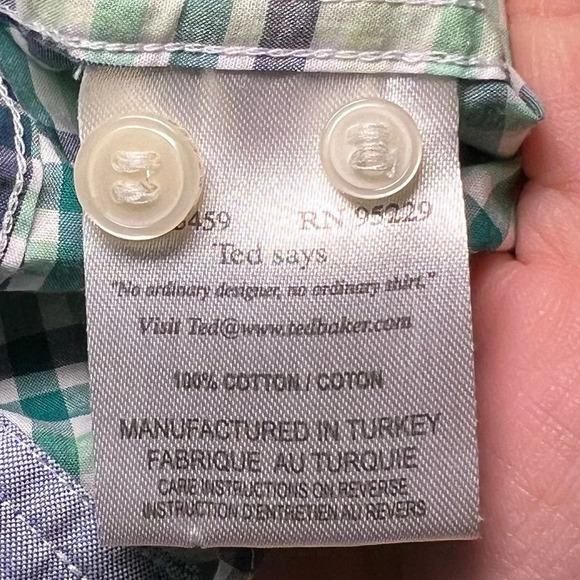 459 RN 95229
Ted says
"No ordinary designer, no ordinary shirt."
Visit Ted@www.tedbaker.com
100% COTTON / COTON
MANUFACTURED IN TURKEY
FABRIQUE AU TURQUIE
CARE INSTRUCTIONS ON REVERSE
INSTRUCTION D'ENTRETIEN AU REVERS